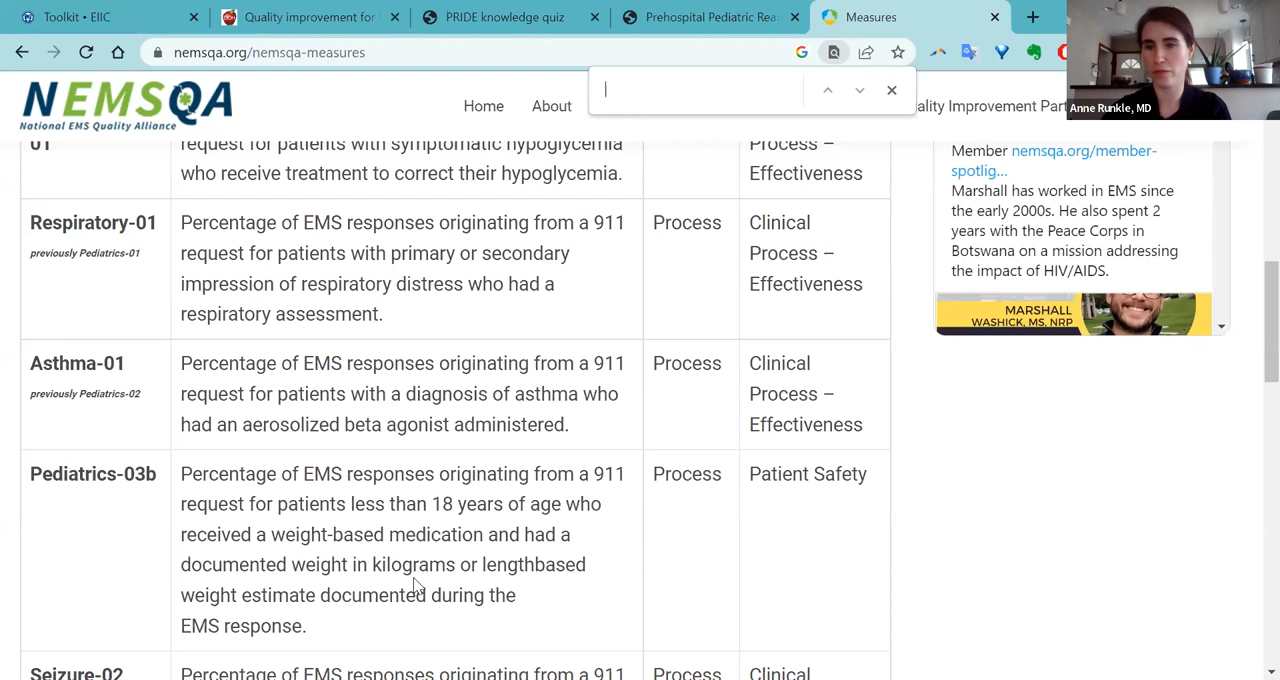 Toolkit • EIIC
Quality improvement for
PRIDE knowledge quiz
Prehospital Pediatric Rea
Measures
nemsqa.org/nemsqa-measures
Anne Runkle, MD
NEMSQA
National EMS Quality Alliance
Home
About
ality Improvement Part
01
request for patients with symptomatic hypoglycemia
who receive treatment to correct their hypoglycemia.
Process –
Effectiveness
Respiratory-01
previously Pediatrics-01
Percentage of EMS responses originating from a 911
request for patients with primary or secondary
impression of respiratory distress who had a
respiratory assessment.
Process
Clinical
Process –
Effectiveness
Asthma-01
previously Pediatrics-02
Percentage of EMS responses originating from a 911
request for patients with a diagnosis of asthma who
had an aerosolized beta agonist administered.
Process
Clinical
Process –
Effectiveness
Pediatrics-03b
Percentage of EMS responses originating from a 911
request for patients less than 18 years of age who
received a weight-based medication and had a
documented weight in kilograms or lengthbased
weight estimate documented during the
EMS response.
Process
Patient Safety
Seizure-02
Percentage of EMS responses originating from a 911
Process
Clinical
Member nemsqa.org/member-
spotlig...
Marshall has worked in EMS since
the early 2000s. He also spent 2
years with the Peace Corps in
Botswana on a mission addressing
the impact of HIV/AIDS.
MARSHALL
WASHICK, MS, NRP